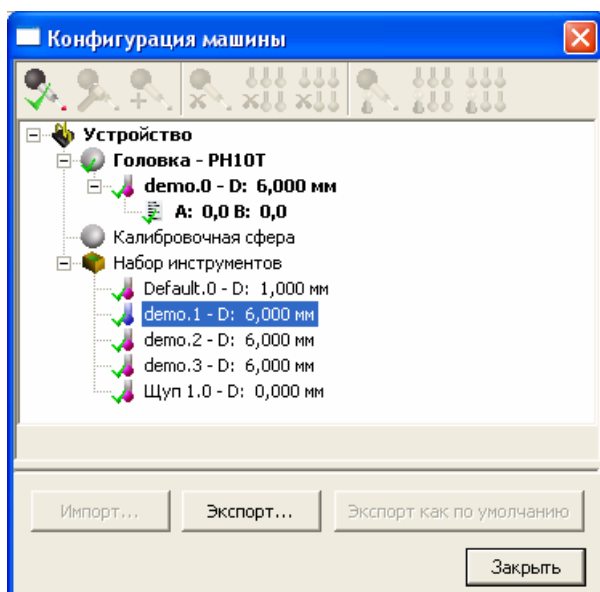 Конфигурация машины
Устройство
Головка - PH10T
demo.0 - D: 6,000 мм
A: 0,0 B: 0,0
Калибровочная сфера
Набор инструментов
Default.0 - D: 1,000 мм
demo.1 - D: 6,000 мм
demo.2 - D: 6,000 мм
demo.3 - D: 6,000 мм
Щуп 1.0 - D: 0,000 мм
Импорт... Экспорт... Экспорт как по умолчанию
Закрыть